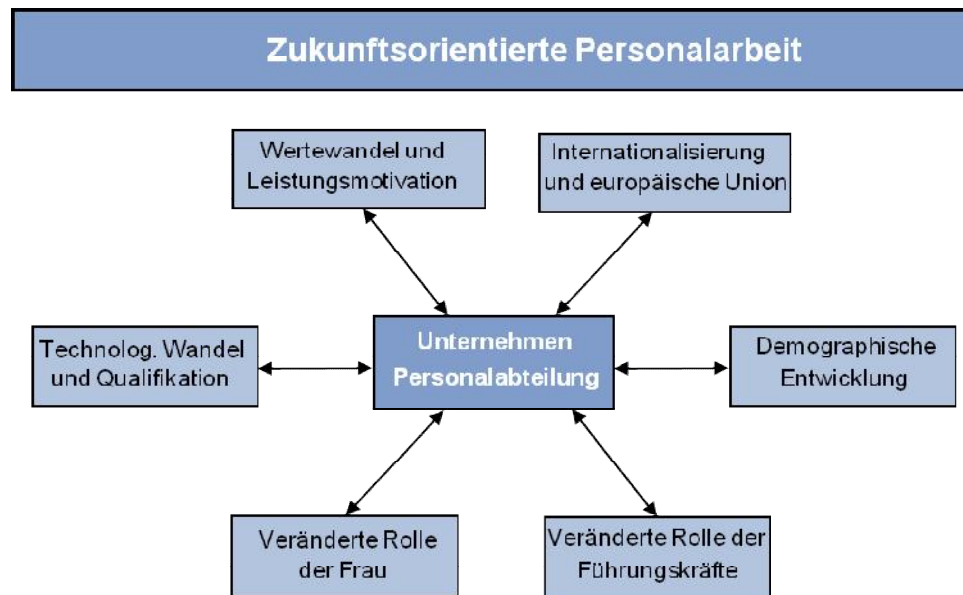 Zukunftsorientierte Personalarbeit
Wertewandel und
Leistungsmotivation
Internationalisierung
und europäische Union
Technolog. Wandel
und Qualifikation
Unternehmen
Personalabteilung
Demographische
Entwicklung
Veränderte Rolle
der Frau
Veränderte Rolle der
Führungskräfte